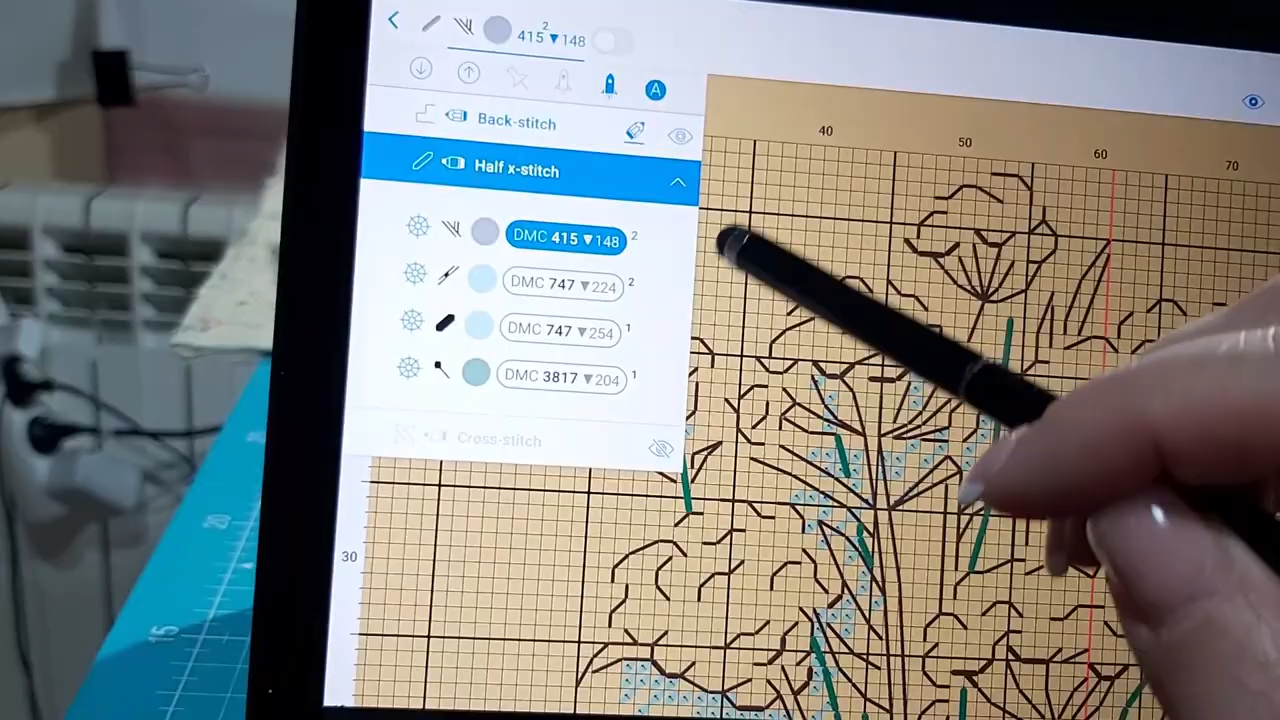 415 2 ▼148
A
Back-stitch
Half x-stitch
DMC 415 ▼148 2
DMC 747 ▼224 2
DMC 747 ▼254 1
DMC 3817 ▼204 1
Cross-stitch
40 50 60 70
30
20
15